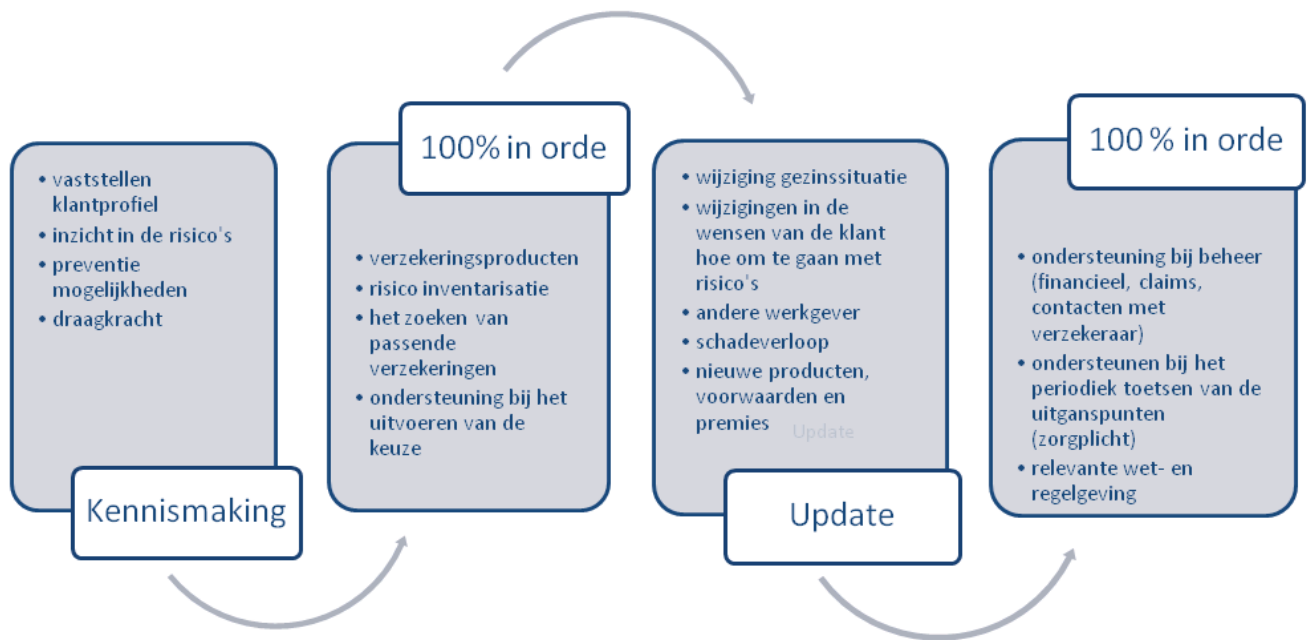 • vaststellen
klantprofiel
• inzicht in de risico's
• preventie
mogelijkheden
• draagkracht
Kennismaking
100% in orde
• verzekeringsproducten
• risico inventarisatie
• het zoeken van
passende
verzekeringen
• ondersteuning bij het
uitvoeren van de
keuze
• wijziging gezinssituatie
• wijzigingen in de
wensen van de klant
hoe om te gaan met
risico's
• andere werkgever
• schadeverloop
• nieuwe producten,
voorwaarden en
premies
Update
Update
100 % in orde
• ondersteuning bij beheer
(financieel, claims,
contacten met
verzekeraar)
• ondersteunen bij het
periodiek toetsen van de
uitganspunten
(zorgplicht)
• relevante wet- en
regelgeving